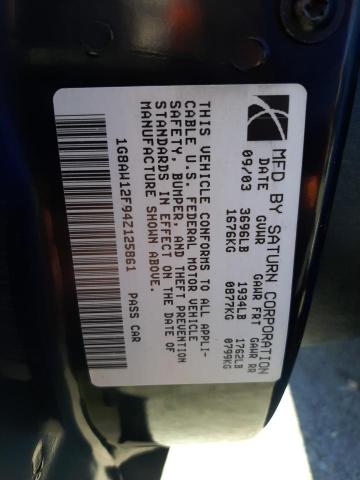 MFD BY SATURN CORPORATION
DATE GVWR GAWR FRT GAWR RR
09/03 3696LB 1934LB 1762LB
1676KG 0877KG 0799KG
THIS VEHICLE CONFORMS TO ALL APPLI-
CABLE U.S. FEDERAL MOTOR VEHICLE
SAFETY, BUMPER, AND THEFT PREVENTION
STANDARDS IN EFFECT ON THE DATE OF
MANUFACTURE SHOWN ABOVE.
1G8AW12F94Z125861 PASS CAR